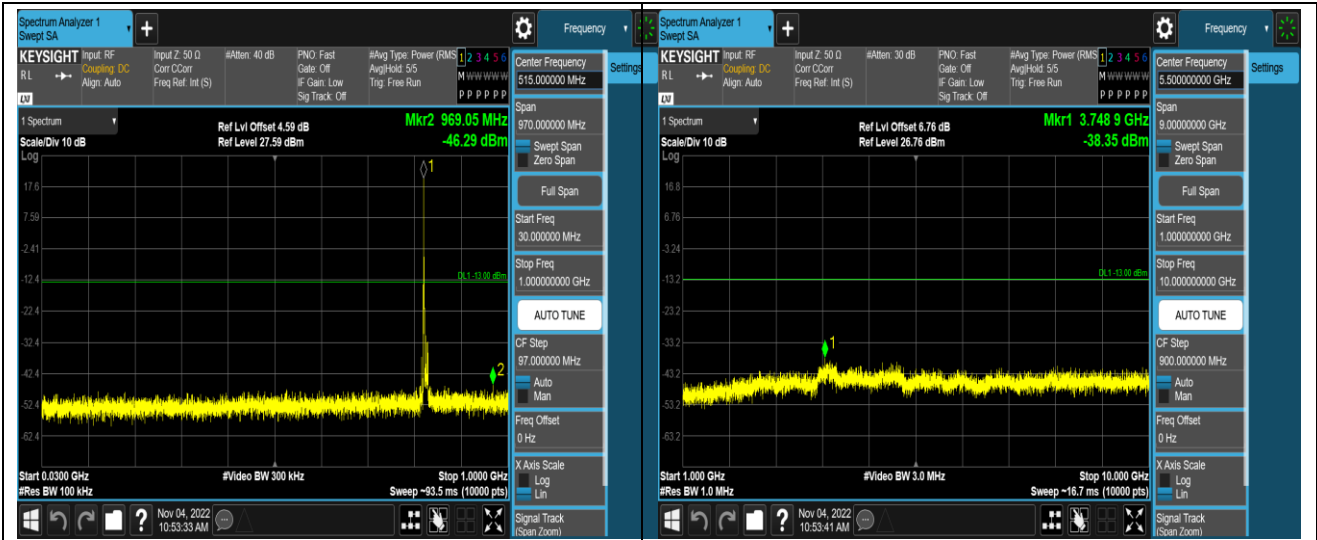 Spectrum Analyzer 1
Swept SA
+
Frequency
KEYSIGHT
RL
LXI
Input: RF
Coupling: DC
Align: Auto
Input Z: 50 Ω
Corr CCorr
Freq Ref: Int (S)
#Atten: 40 dB
PNO: Fast
Gate: Off
IF Gain: Low
Sig Track: Off
#Avg Type: Power (RMS
Avg|Hold: 5/5
Trig: Free Run
1 2 3 4 5 6
M W W W W W
P P P P P P
1 Spectrum
Scale/Div 10 dB
Ref Lvl Offset 4.59 dB
Ref Level 27.59 dBm
Mkr2 969.05 MHz
-46.29 dBm
Log
1
17.6
7.59
-2.41
-12.4
DL1 -13.00 dBm
-22.4
-32.4
-42.4
2
-52.4
-62.4
Start 0.0300 GHz
#Res BW 100 kHz
#Video BW 300 kHz
Stop 1.0000 GHz
Sweep ~93.5 ms (10000 pts)
Center Frequency
515.000000 MHz
Settings
Span
970.000000 MHz
Swept Span
Zero Span
Full Span
Start Freq
30.000000 MHz
Stop Freq
1.000000000 GHz
AUTO TUNE
CF Step
97.000000 MHz
Auto
Man
Freq Offset
0 Hz
X Axis Scale
Log
Lin
Signal Track
(Span Zoom)
?
Nov 04, 2022
10:53:33 AM
Spectrum Analyzer 1
Swept SA
+
Frequency
KEYSIGHT
RL
LXI
Input: RF
Coupling: DC
Align: Auto
Input Z: 50 Ω
Corr CCorr
Freq Ref: Int (S)
#Atten: 30 dB
PNO: Fast
Gate: Off
IF Gain: Low
Sig Track: Off
#Avg Type: Power (RMS
Avg|Hold: 5/5
Trig: Free Run
1 2 3 4 5 6
M W W W W W
P P P P P P
1 Spectrum
Scale/Div 10 dB
Ref Lvl Offset 6.76 dB
Ref Level 26.76 dBm
Mkr1 3.748 9 GHz
-38.35 dBm
Log
16.8
6.76
-3.24
-13.2
DL1 -13.00 dBm
-23.2
-33.2
1
-43.2
-53.2
-63.2
Start 1.000 GHz
#Res BW 1.0 MHz
#Video BW 3.0 MHz
Stop 10.000 GHz
Sweep ~16.7 ms (10000 pts)
Center Frequency
5.500000000 GHz
Settings
Span
9.00000000 GHz
Swept Span
Zero Span
Full Span
Start Freq
1.000000000 GHz
Stop Freq
10.000000000 GHz
AUTO TUNE
CF Step
900.000000 MHz
Auto
Man
Freq Offset
0 Hz
X Axis Scale
Log
Lin
Signal Track
(Span Zoom)
?
Nov 04, 2022
10:53:41 AM